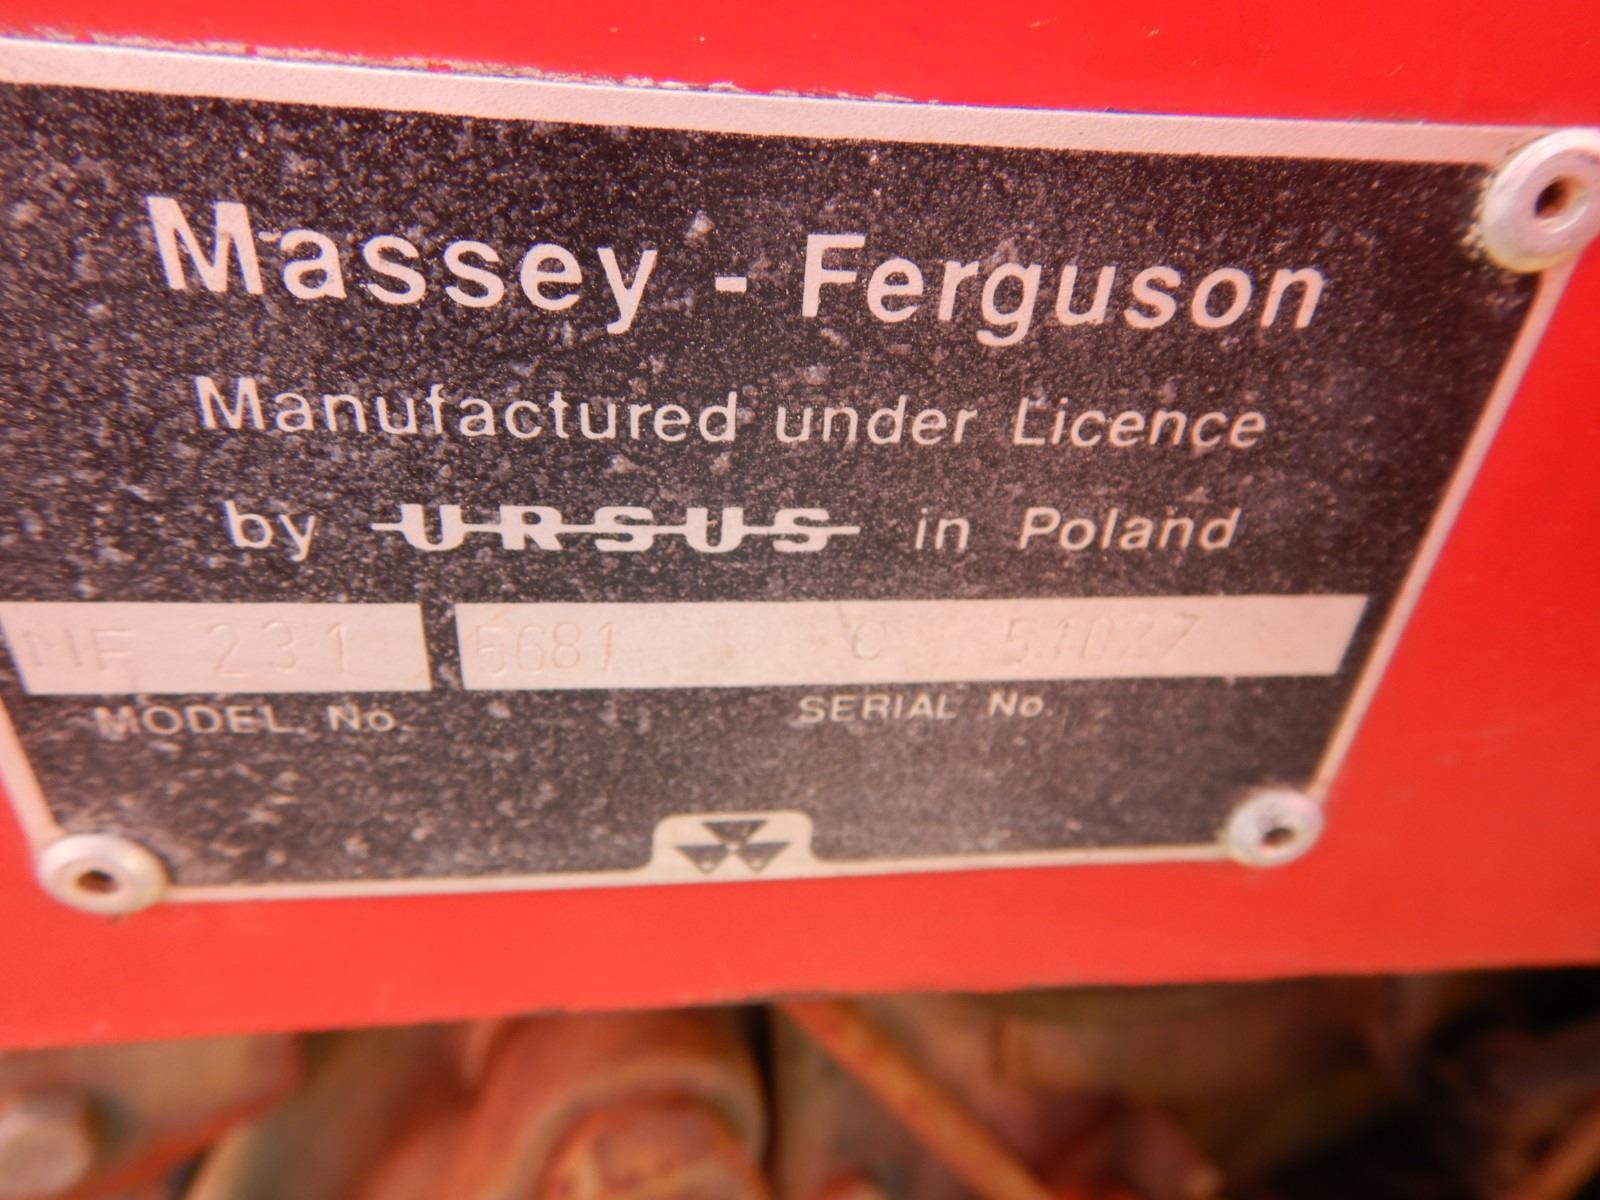 Massey - Ferguson
Manufactured under Licence
by URSUS in Poland
MF 231 5681 C 51027
MODEL No. SERIAL No.